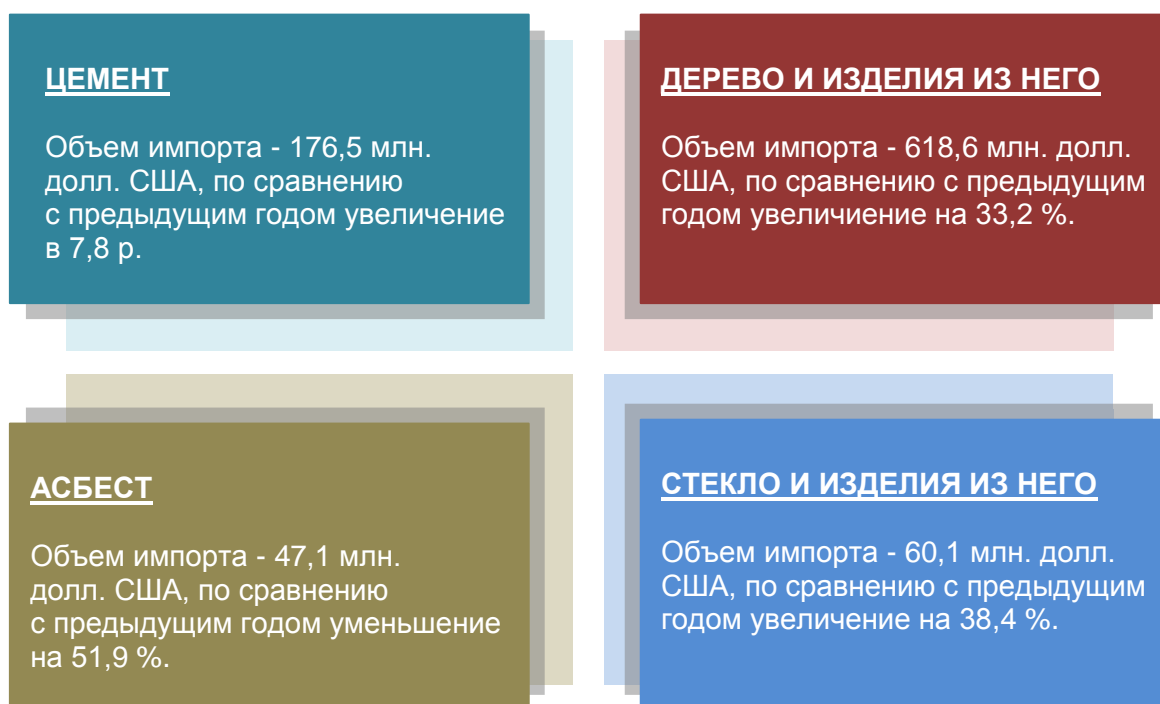 ЦЕМЕНТ
Объем импорта - 176,5 млн.
долл. США, по сравнению
с предыдущим годом увеличение
в 7,8 р.
ДЕРЕВО И ИЗДЕЛИЯ ИЗ НЕГО
Объем импорта - 618,6 млн. долл.
США, по сравнению с предыдущим
годом увеличиение на 33,2 %.
АСБЕСТ
Объем импорта - 47,1 млн.
долл. США, по сравнению
с предыдущим годом уменьшение
на 51,9 %.
СТЕКЛО И ИЗДЕЛИЯ ИЗ НЕГО
Объем импорта - 60,1 млн. долл.
США, по сравнению с предыдущим
годом увеличение на 38,4 %.